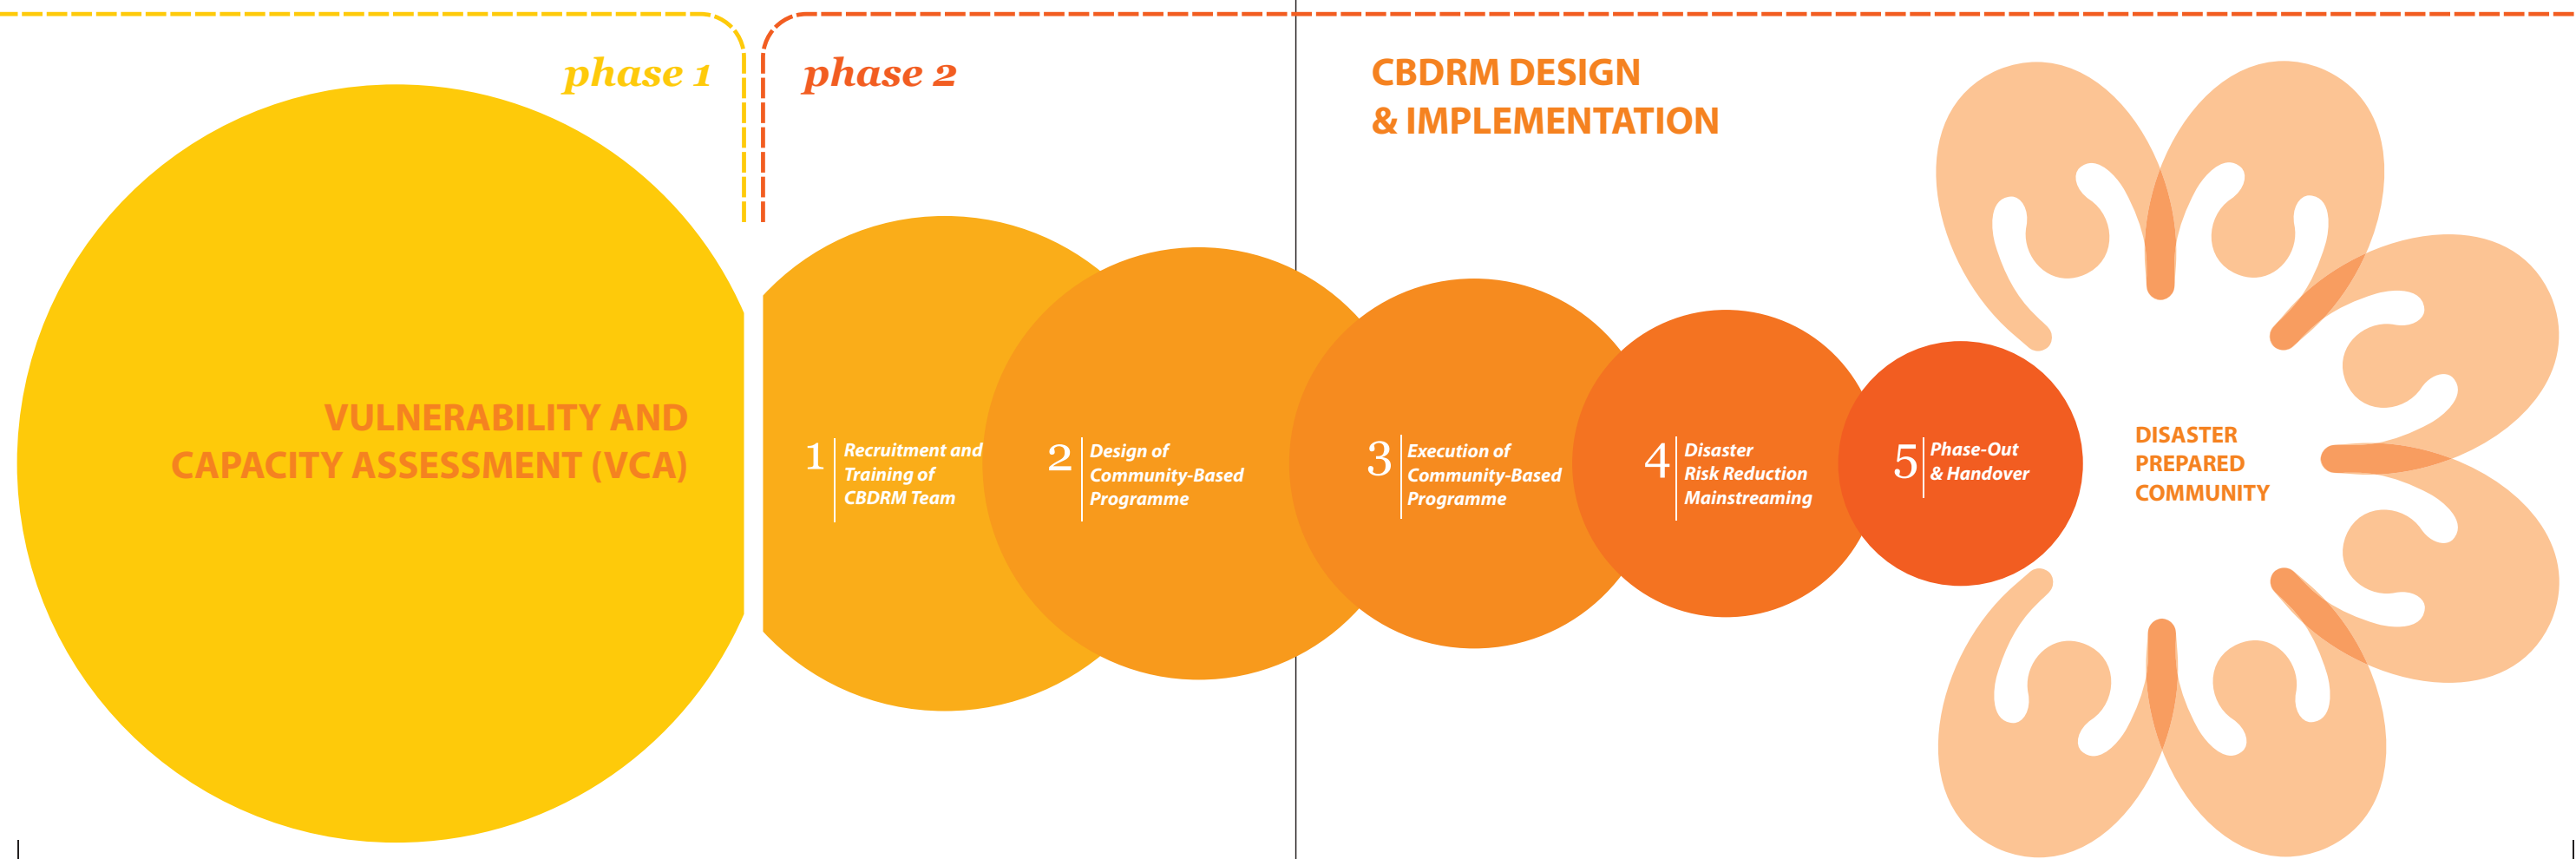 phase 1
VULNERABILITY AND
CAPACITY ASSESSMENT (VCA)
phase 2
CBDRM DESIGN
& IMPLEMENTATION
1
Recruitment and
Training of
CBDRM Team
2
Design of
Community-Based
Programme
3
Execution of
Community-Based
Programme
4
Disaster
Risk Reduction
Mainstreaming
5
Phase-Out
& Handover
DISASTER
PREPARED
COMMUNITY